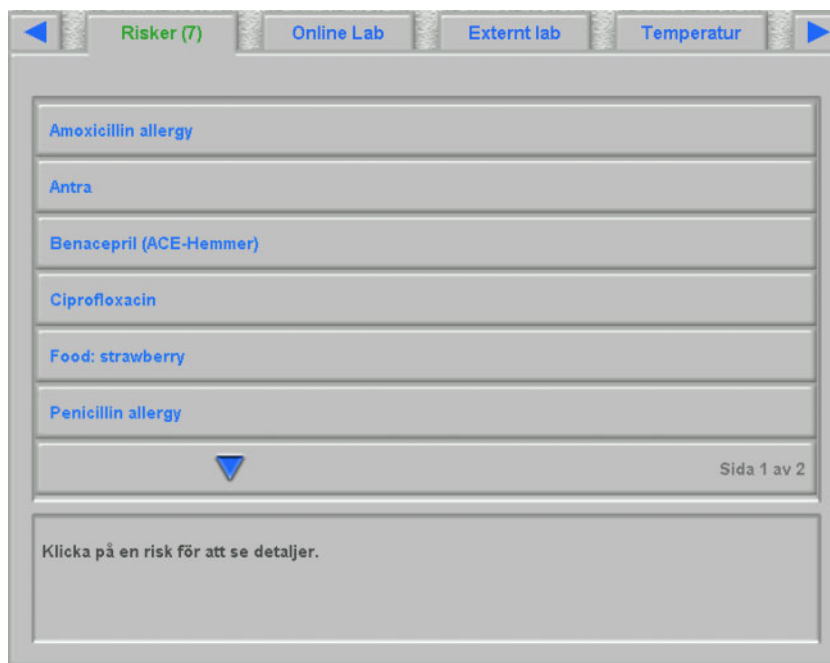 Risker (7)
Online Lab
Externt lab
Temperatur
Amoxicillin allergy
Antra
Benacepril (ACE-Hemmer)
Ciprofloxacin
Food: strawberry
Penicillin allergy
Sida 1 av 2
Klicka på en risk för att se detaljer.